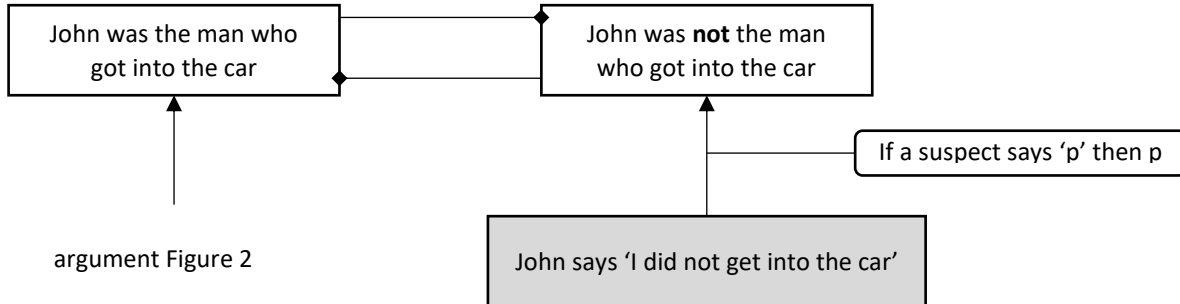 John was the man who
got into the car
John was not the man
who got into the car
If a suspect says ‘p’ then p
argument Figure 2
John says ‘I did not get into the car’